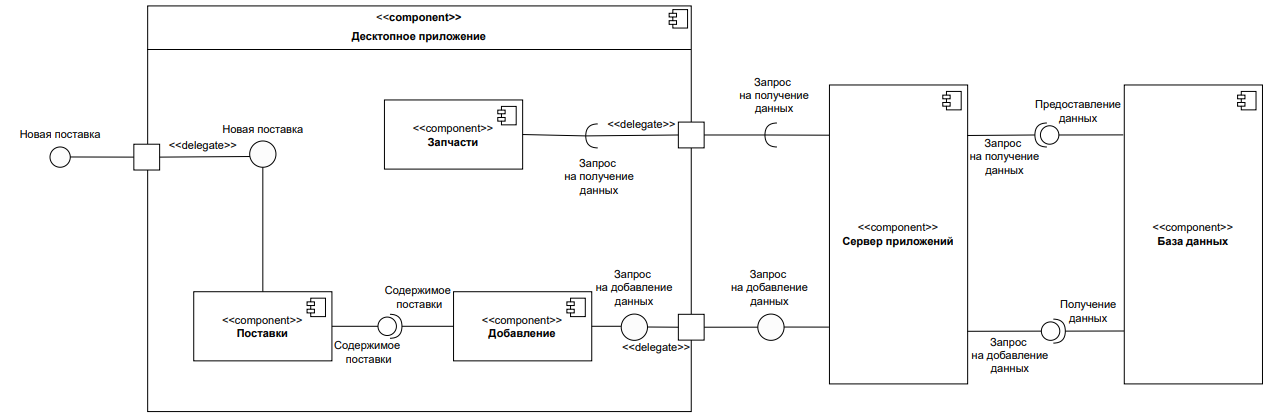 <<component>>
Десктопное приложение
Новая поставка
<<delegate>>
Новая поставка
<<component>>
Запчасти
Запрос
на получение
данных
<<delegate>>
Запрос
на получение
данных
<<component>>
Поставки
Содержимое
поставки
Содержимое
поставки
<<component>>
Добавление
Запрос
на добавление
данных
<<delegate>>
Запрос
на добавление
данных
<<component>>
Сервер приложений
Предоставление
данных
Запрос
на получение
данных
Получение
данных
Запрос
на добавление
данных
<<component>>
База данных